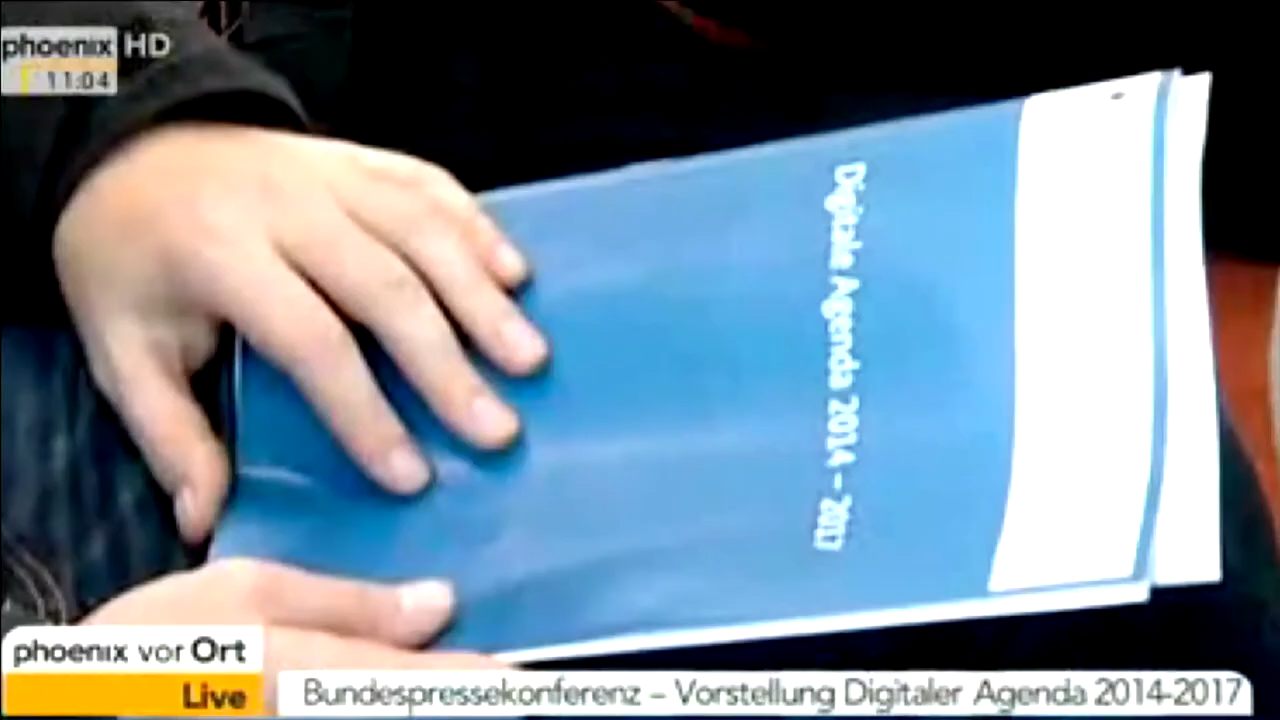 phoenix HD
11:04
Digitale Agenda 2014 – 2017
phoenix vor Ort
Live
Bundespressekonferenz – Vorstellung Digitaler Agenda 2014-2017